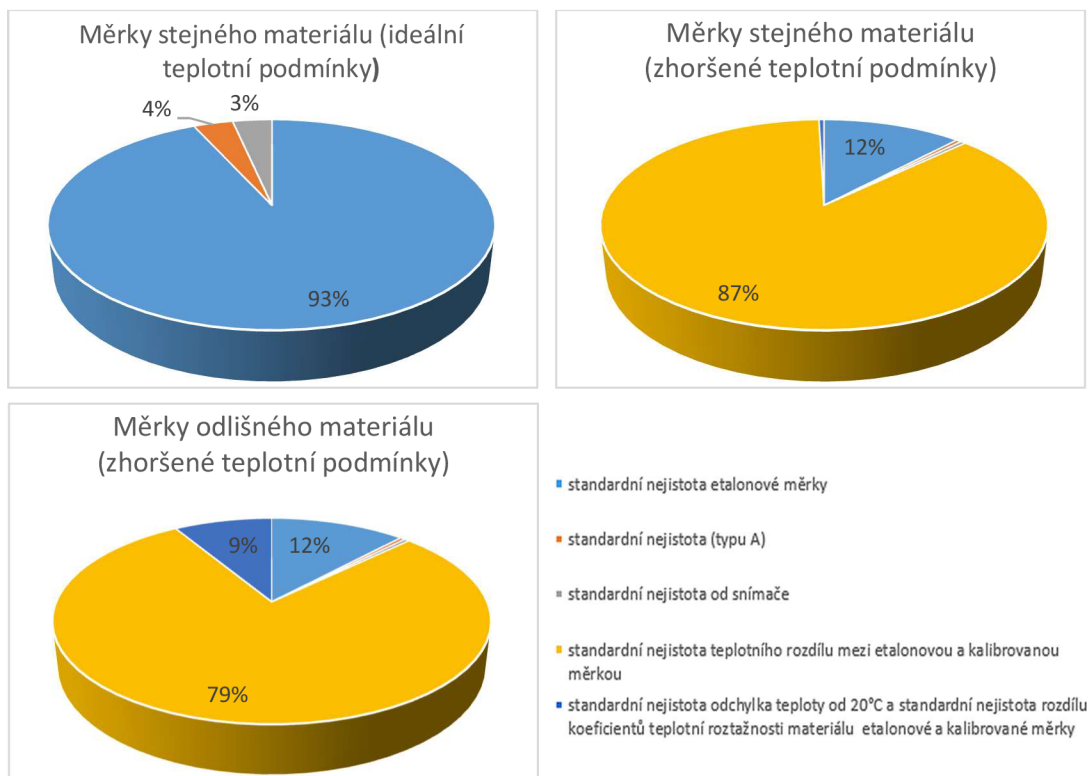 Měrky stejného materiálu (ideální
teplotní podmínky)
4%
3%
93%
Měrky stejného materiálu
(zhoršené teplotní podmínky)
12%
87%
Měrky odlišného materiálu
(zhoršené teplotní podmínky)
9%
12%
79%
standardní nejistota etalonové měrky
standardní nejistota (typu A)
standardní nejistota od snímače
standardní nejistota teplotního rozdílu mezi etalonovou a kalibrovanou
měrkou
standardní nejistota odchylka teploty od 20°C a standardní nejistota rozdílu
koeficientů teplotní roztažnosti materiálu etalonové a kalibrované měrky